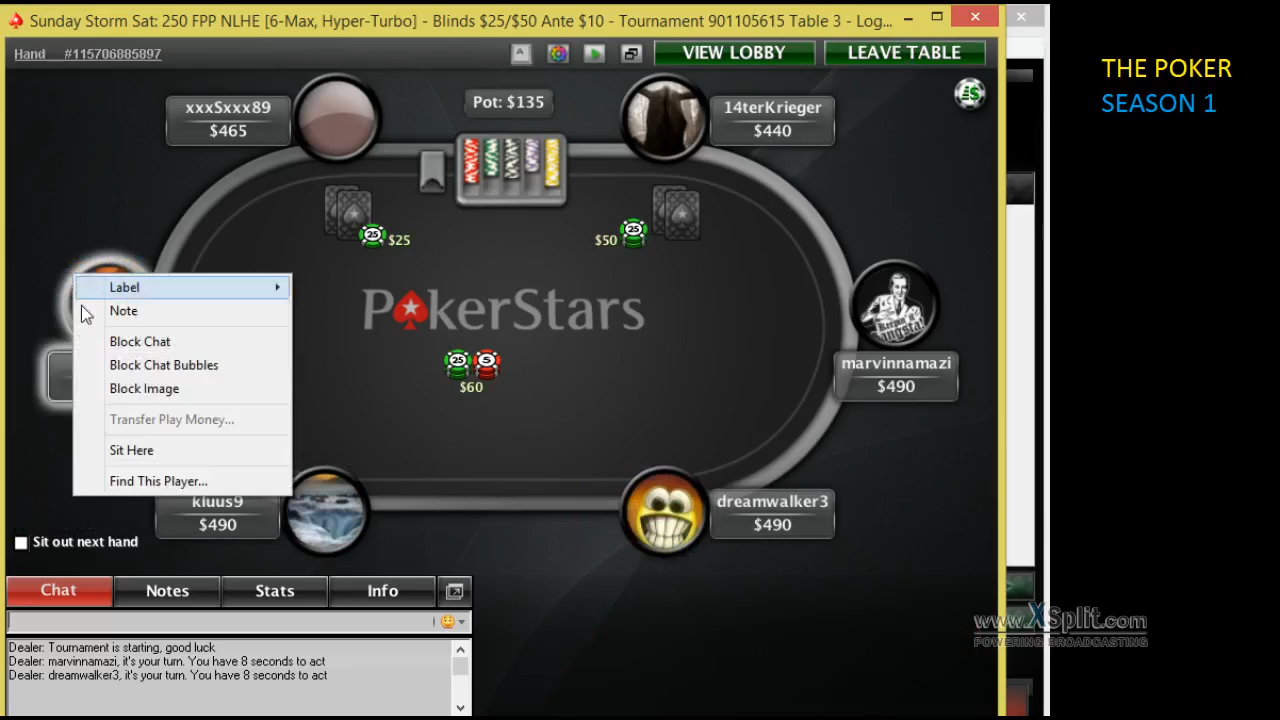 Sunday Storm Sat: 250 FPP NLHE [6-Max, Hyper-Turbo] - Blinds $25/$50 Ante $10 - Tournament 901105615 Table 3 - Log...
THE POKER
SEASON 1
Hand #115706885897
A
VIEW LOBBY
LEAVE TABLE
xxxSxxx89
$465
Pot: $135
14terKrieger
$440
25
$25
$50
25
Label
Note
Block Chat
Block Chat Bubbles
Block Image
Transfer Play Money...
Sit Here
Find This Player...
PokerStars
25
5
$60
marvinnamazi
$490
kluus9
$490
dreamwalker3
$490
Sit out next hand
Chat
Notes
Stats
Info
Dealer: Tournament is starting, good luck
Dealer: marvinnamazi, it's your turn. You have 8 seconds to act
Dealer: dreamwalker3, it's your turn. You have 8 seconds to act
www.XSplit.com
POWERING BROADCASTING